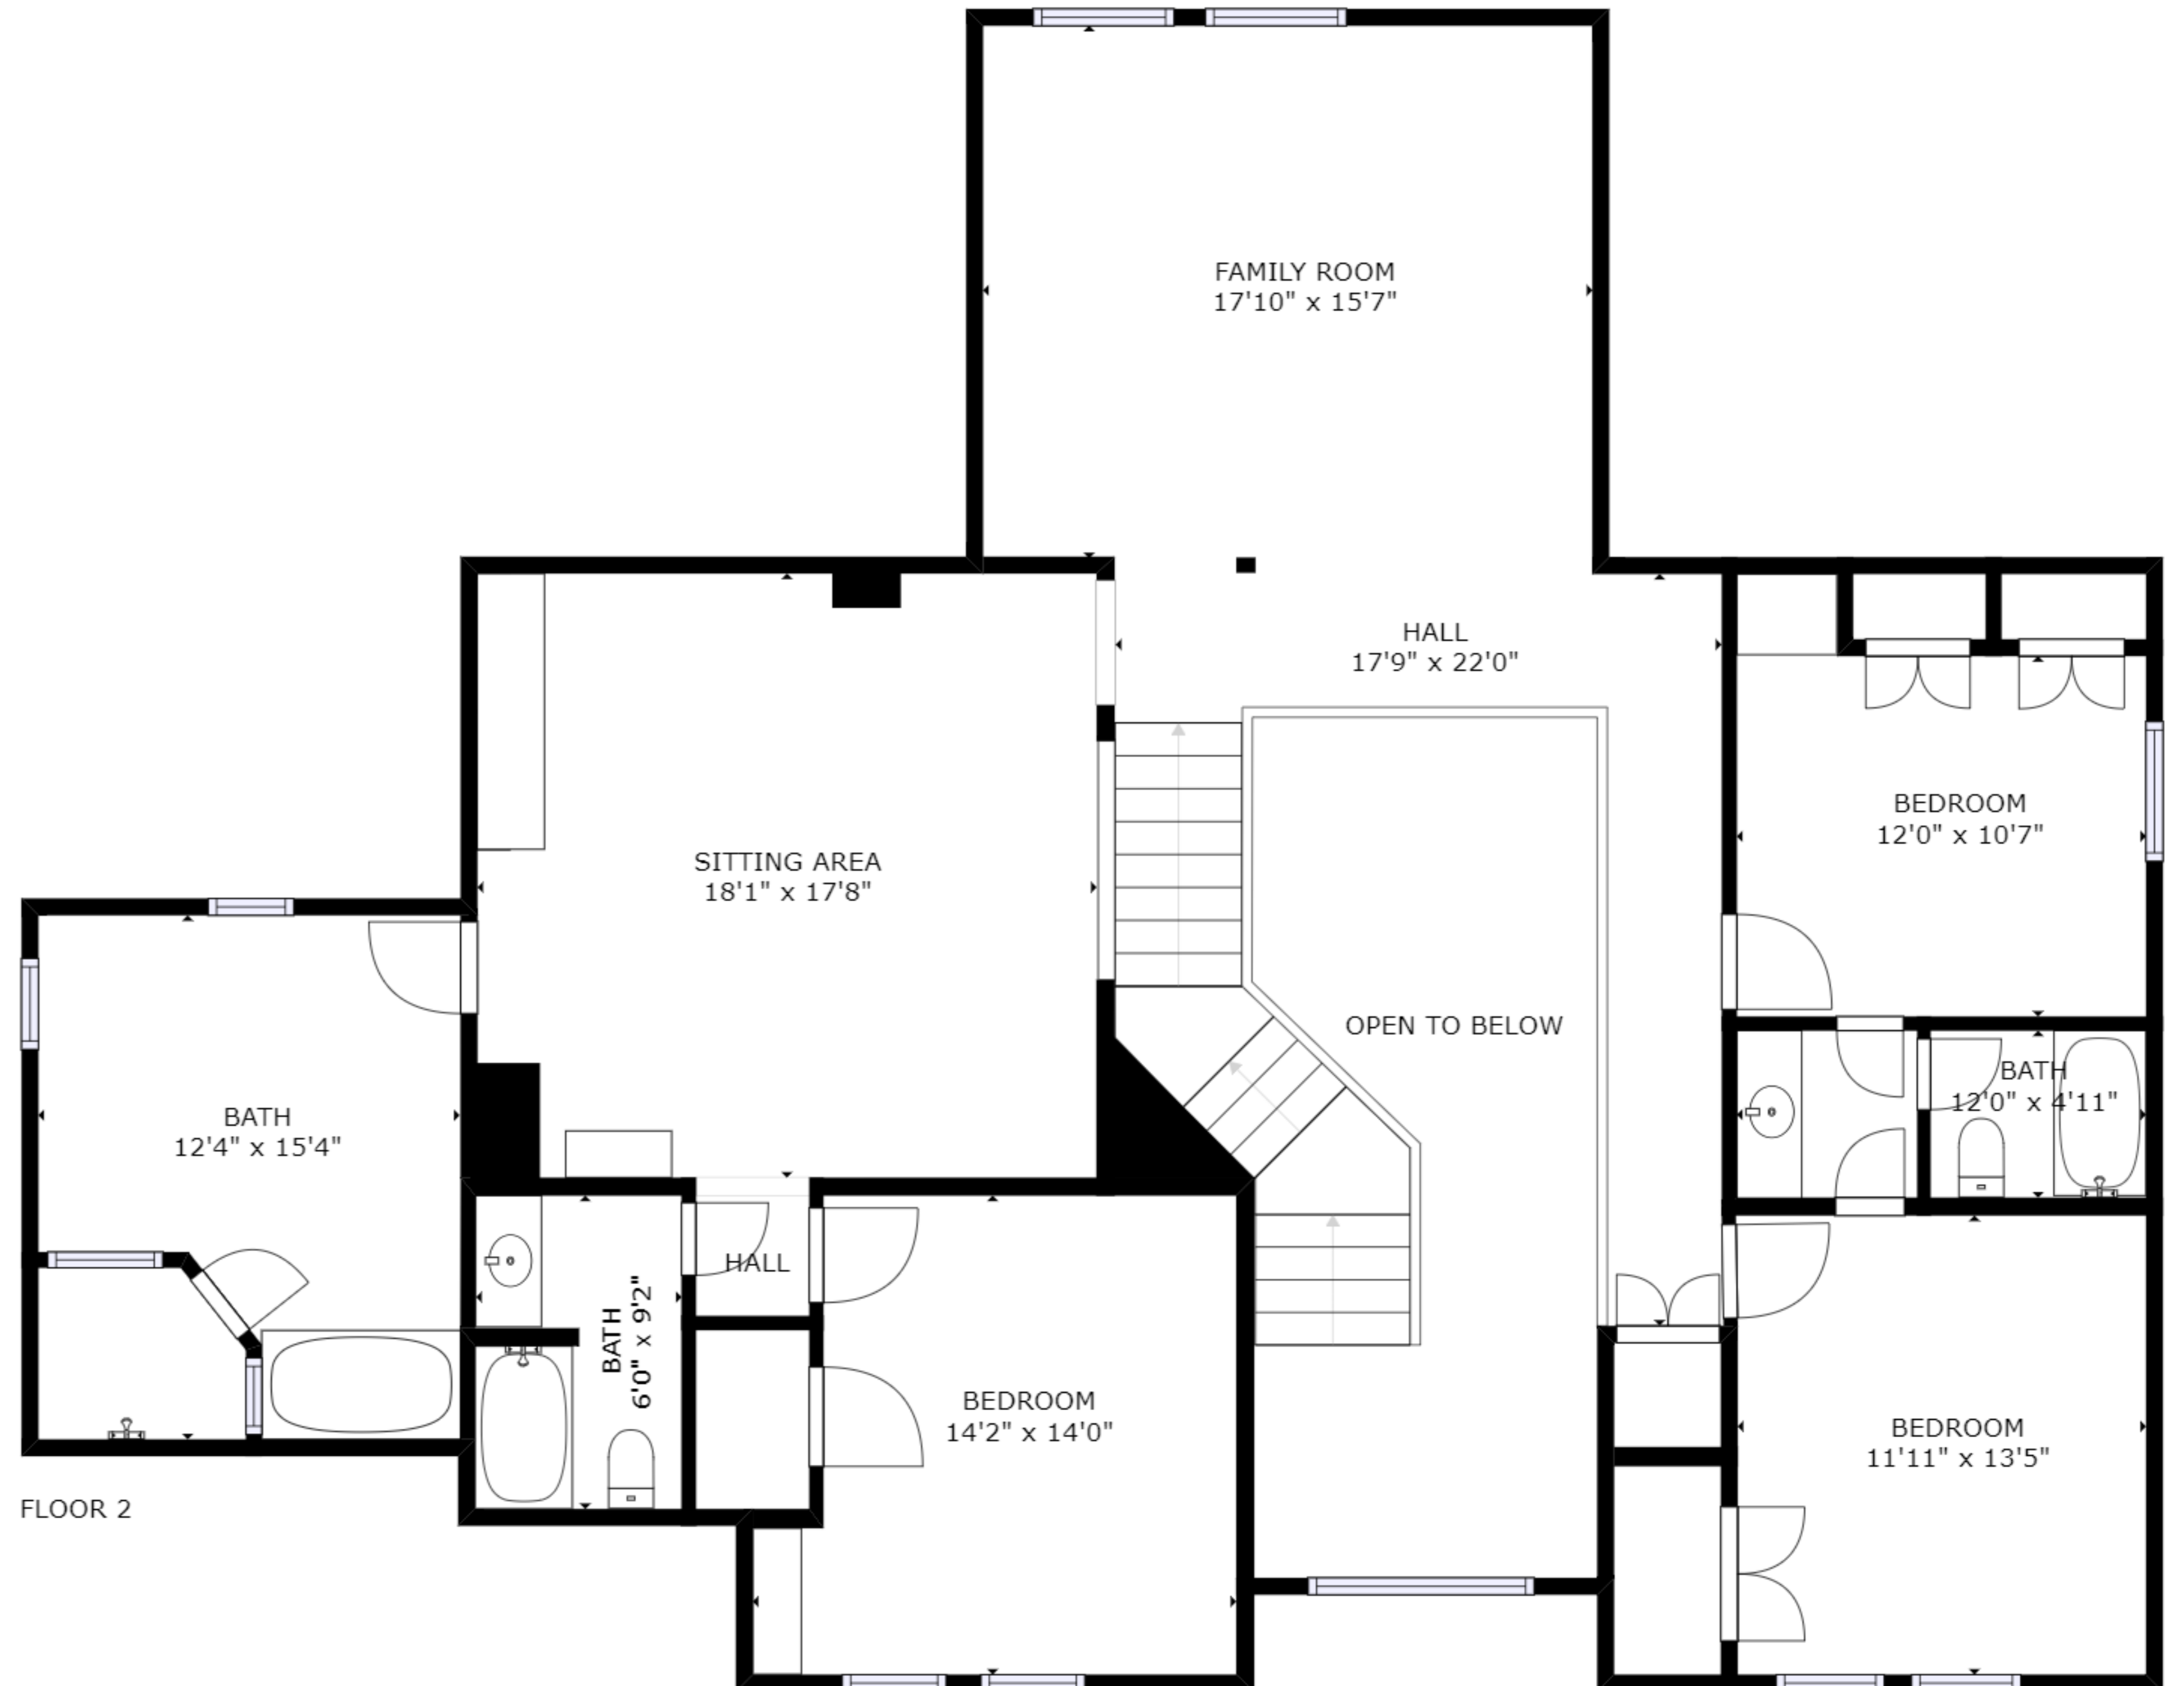 FAMILY ROOM
17'10" x 15'7"
HALL
17'9" x 22'0"
BEDROOM
12'0" x 10'7"
SITTING AREA
18'1" x 17'8"
OPEN TO BELOW
BATH
12'0" x 4'11"
BATH
12'4" x 15'4"
HALL
BATH
6'0" x 9'2"
BEDROOM
14'2" x 14'0"
BEDROOM
11'11" x 13'5"
FLOOR 2